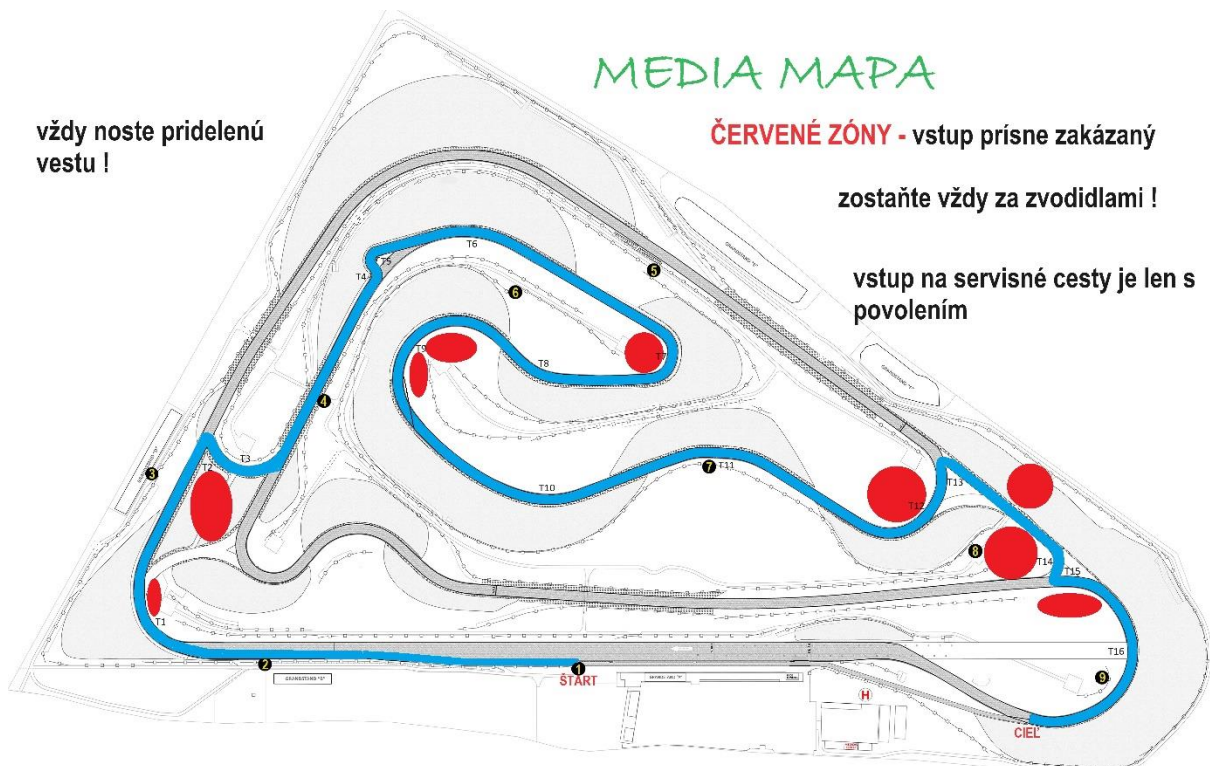 MEDIA MAPA
vždy noste pridelenú
vestu !
ČERVENÉ ZÓNY - vstup prísne zakázaný
zostaňte vždy za zvodidlami !
vstup na servisné cesty je len s
povolením
T6
T5
T4
5
6
T7
T9
T8
4
T3
T2
3
7
T11
T10
T13
T12
8
T14
T15
T1
T16
2
1
ŠTART
9
H
CIEĽ